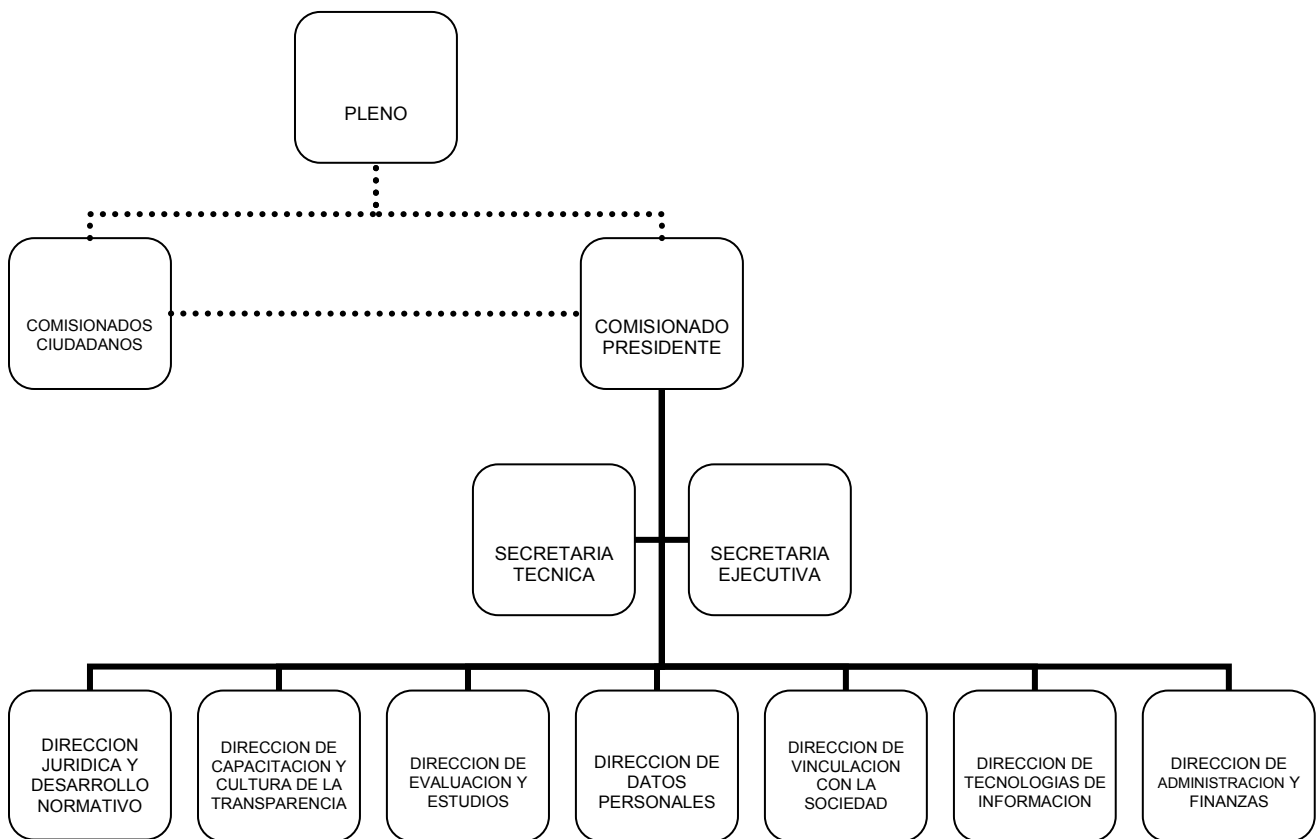 PLENO
COMISIONADOS
CIUDADANOS
COMISIONADO
PRESIDENTE
SECRETARIA
TECNICA
SECRETARIA
EJECUTIVA
DIRECCION
JURIDICA Y
DESARROLLO
NORMATIVO
DIRECCION DE
CAPACITACION Y
CULTURA DE LA
TRANSPARENCIA
DIRECCION DE
EVALUACION Y
ESTUDIOS
DIRECCION DE
DATOS
PERSONALES
DIRECCION DE
VINCULACION
CON LA
SOCIEDAD
DIRECCION DE
TECNOLOGIAS DE
INFORMACION
DIRECCION DE
ADMINISTRACION Y
FINANZAS